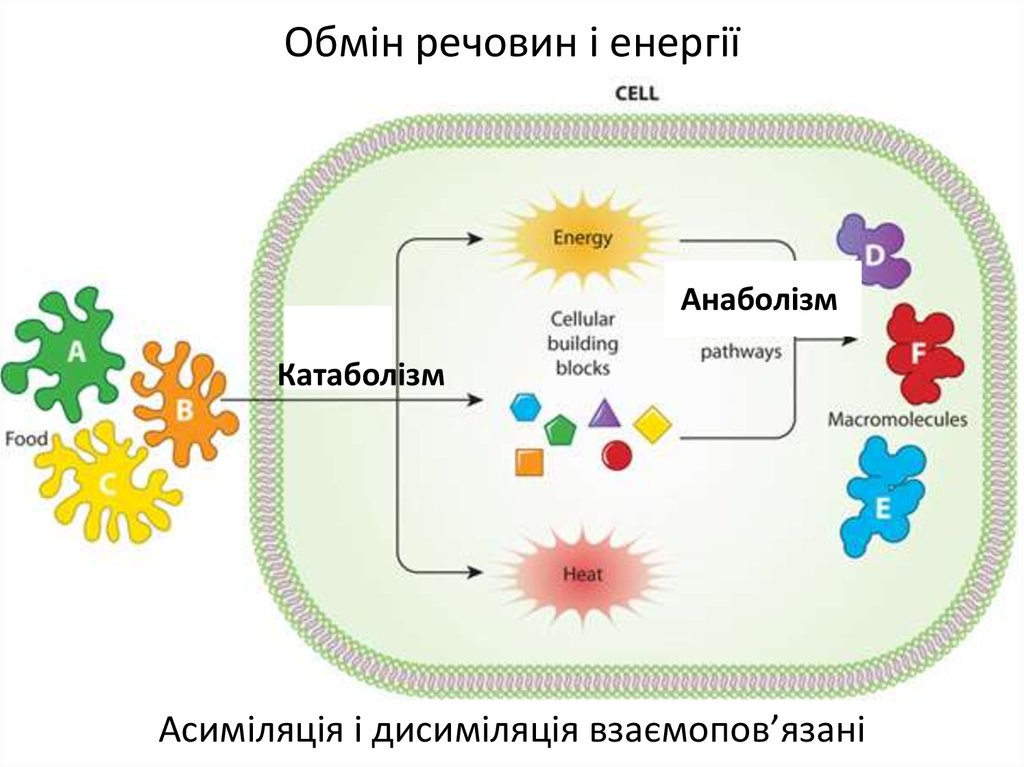 Обмін речовин і енергії
CELL
Energy
D
Анаболізм
Cellular
building
blocks
pathways
A
F
Катаболізм
B
Macromolecules
Food
C
E
Heat
Асиміляція і дисиміляція взаємопов’язані